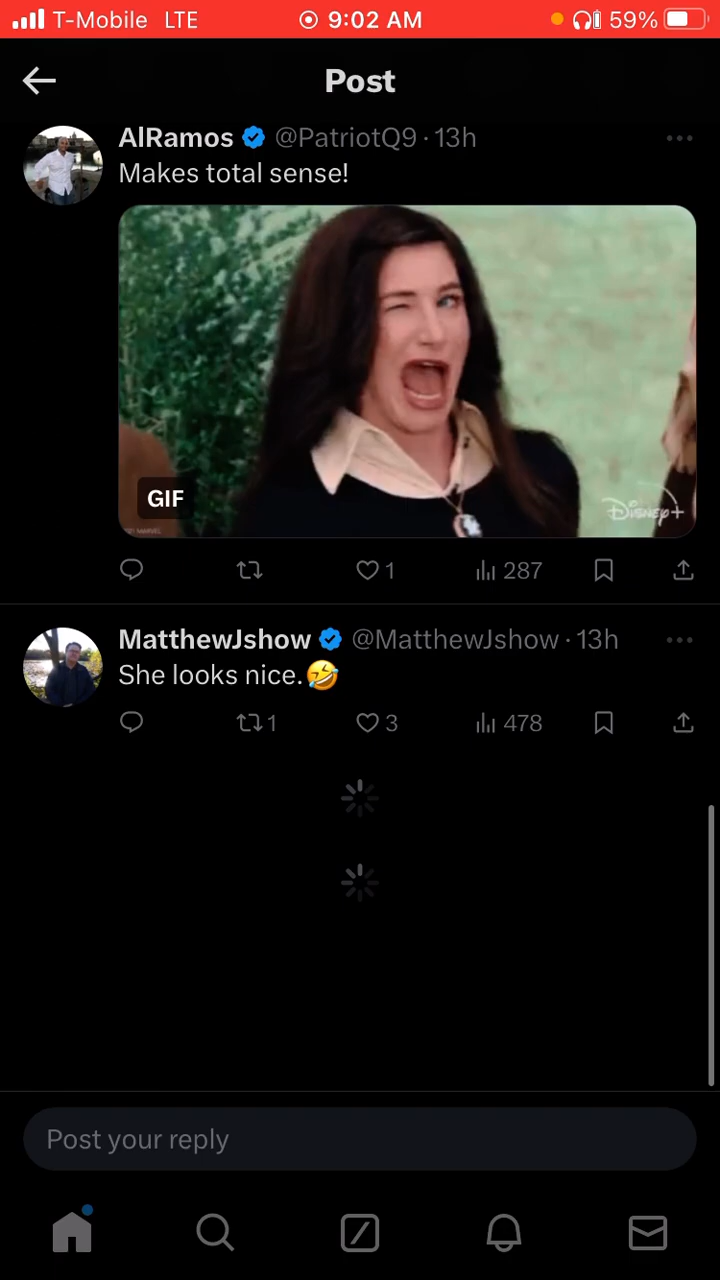 T-Mobile LTE 9:02 AM 59%
Post
AlRamos @PatriotQ9 · 13h
Makes total sense!
GIF
Disney+
1 287
MatthewJshow @MatthewJshow · 13h
She looks nice.🤣
1 3 478
Post your reply